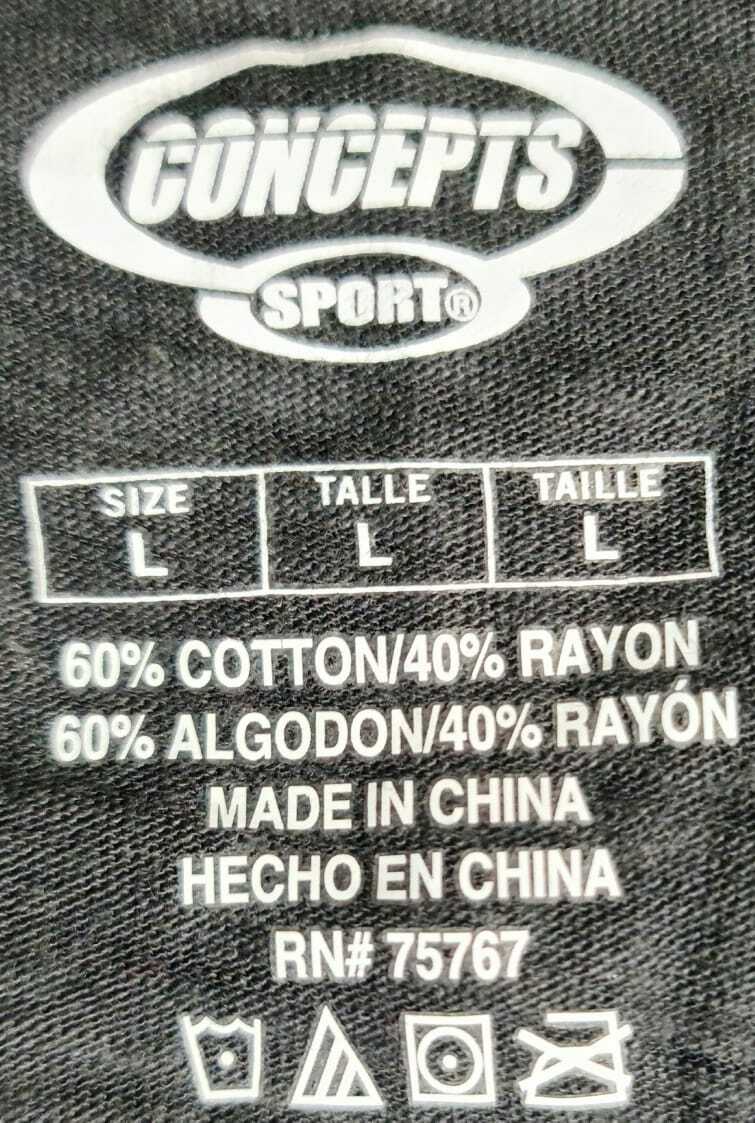 CONCEPTS
SPORT®
SIZE TALLE TAILLE
L L L
60% COTTON/40% RAYON
60% ALGODON/40% RAYÓN
MADE IN CHINA
HECHO EN CHINA
RN# 75767